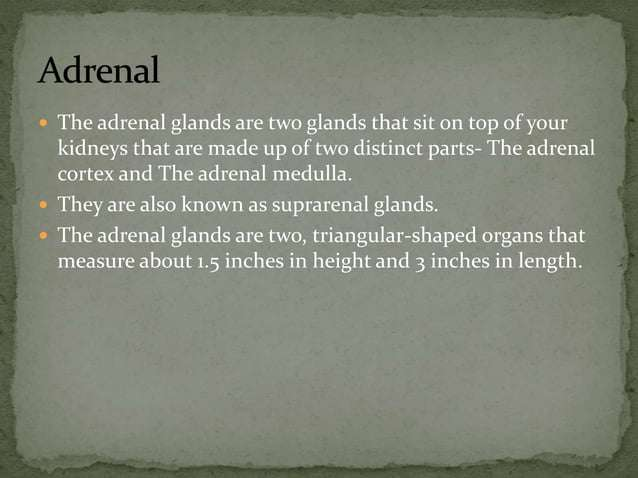 Adrenal
• The adrenal glands are two glands that sit on top of your
kidneys that are made up of two distinct parts- The adrenal
cortex and The adrenal medulla.
• They are also known as suprarenal glands.
• The adrenal glands are two, triangular-shaped organs that
measure about 1.5 inches in height and 3 inches in length.